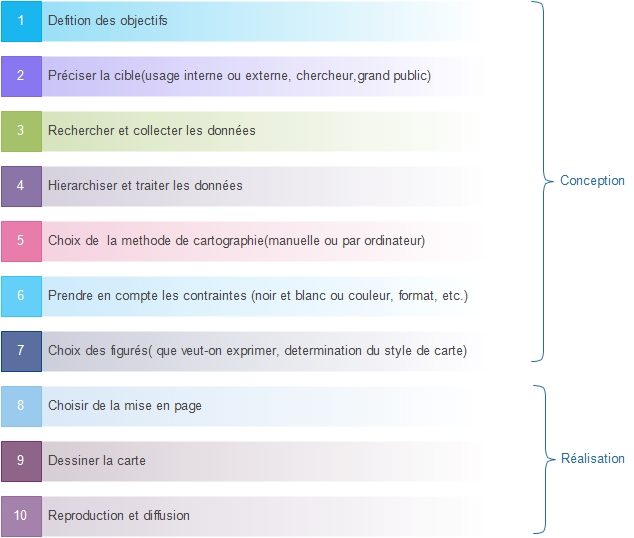 1 Defition des objectifs
2 Préciser la cible(usage interne ou externe, chercheur,grand public)
3 Rechercher et collecter les données
4 Hierarchiser et traiter les données
Conception
5 Choix de la methode de cartographie(manuelle ou par ordinateur)
6 Prendre en compte les contraintes (noir et blanc ou couleur, format, etc.)
7 Choix des figurés( que veut-on exprimer, determination du style de carte)
8 Choisir de la mise en page
9 Dessiner la carte
Réalisation
10 Reproduction et diffusion